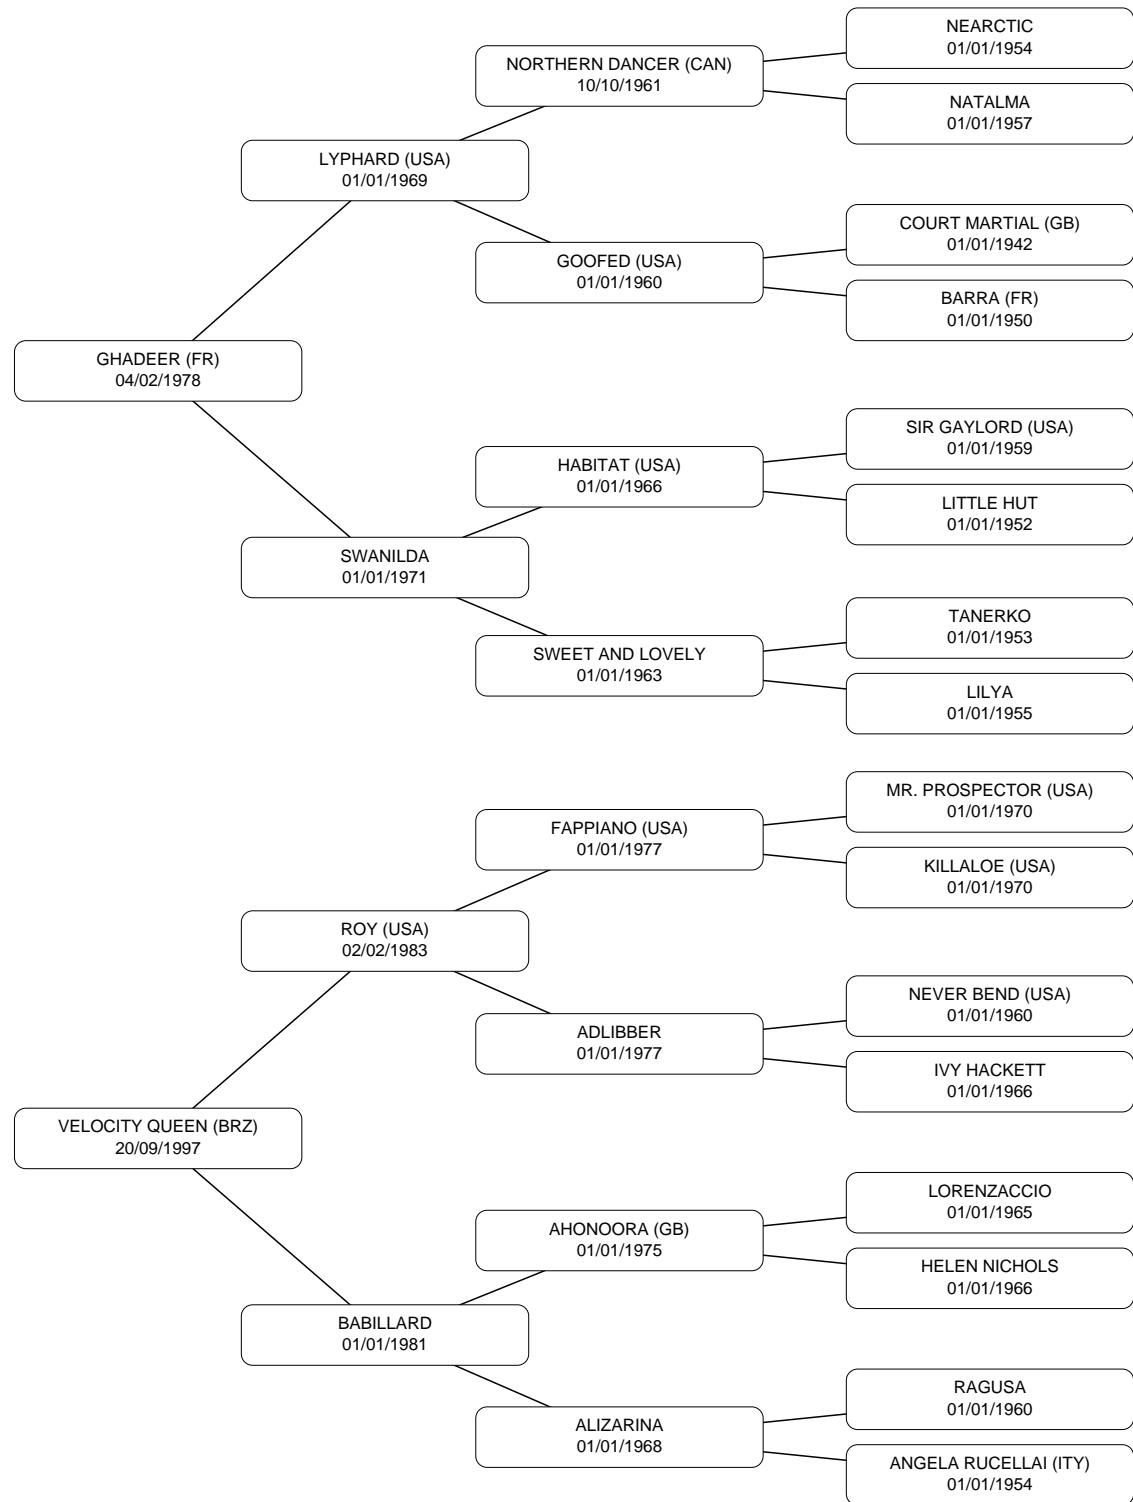 NEARCTIC
01/01/1954
NORTHERN DANCER (CAN)
10/10/1961
NATALMA
01/01/1957
LYPHARD (USA)
01/01/1969
COURT MARTIAL (GB)
01/01/1942
GOOFED (USA)
01/01/1960
BARRA (FR)
01/01/1950
GHADEER (FR)
04/02/1978
SIR GAYLORD (USA)
01/01/1959
HABITAT (USA)
01/01/1966
LITTLE HUT
01/01/1952
SWANILDA
01/01/1971
TANERKO
01/01/1953
SWEET AND LOVELY
01/01/1963
LILYA
01/01/1955
MR. PROSPECTOR (USA)
01/01/1970
FAPPIANO (USA)
01/01/1977
KILLALOE (USA)
01/01/1970
ROY (USA)
02/02/1983
NEVER BEND (USA)
01/01/1960
ADLIBBER
01/01/1977
IVY HACKETT
01/01/1966
VELOCITY QUEEN (BRZ)
20/09/1997
LORENZACCIO
01/01/1965
AHONOORA (GB)
01/01/1975
HELEN NICHOLS
01/01/1966
BABILLARD
01/01/1981
RAGUSA
01/01/1960
ALIZARINA
01/01/1968
ANGELA RUCELLAI (ITY)
01/01/1954